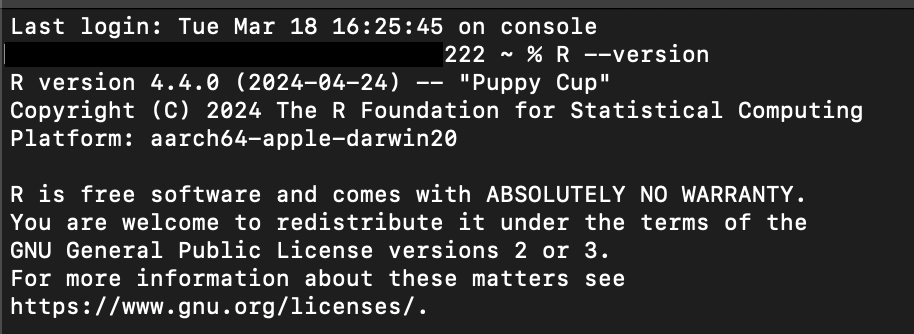 Last login: Tue Mar 18 16:25:45 on console
222 ~ % R --version
R version 4.4.0 (2024-04-24) -- "Puppy Cup"
Copyright (C) 2024 The R Foundation for Statistical Computing
Platform: aarch64-apple-darwin20
R is free software and comes with ABSOLUTELY NO WARRANTY.
You are welcome to redistribute it under the terms of the
GNU General Public License versions 2 or 3.
For more information about these matters see
https://www.gnu.org/licenses/.